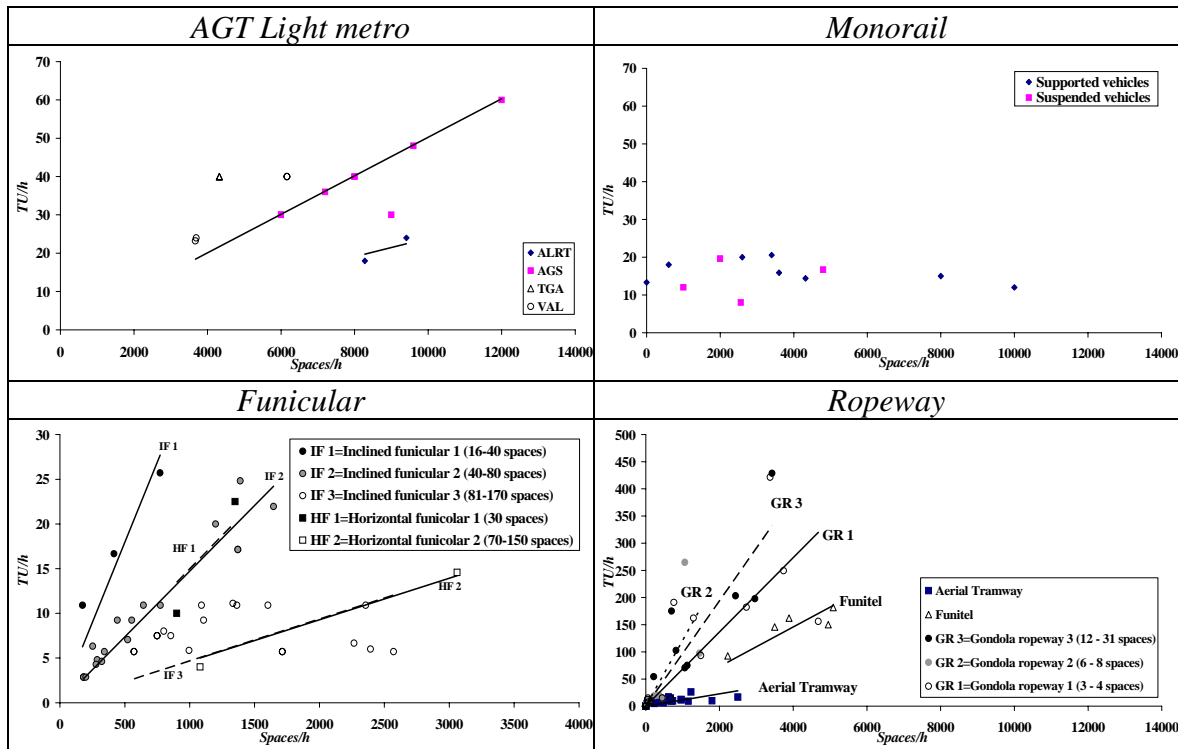 AGT Light metro
Monorail
70
60
50
40
30
20
10
0
TU/h
0 2000 4000 6000 8000 10000 12000 14000
Spaces/h
ALRT
AGS
TGA
VAL
70
60
50
40
30
20
10
0
TU/h
0 2000 4000 6000 8000 10000 12000 14000
Spaces/h
Supported vehicles
Suspended vehicles
Funicular
Ropeway
30
25
20
15
10
5
0
TU/h
0 500 1000 1500 2000 2500 3000 3500 4000
Spaces/h
IF 1
IF 2
HF 1
HF 2
IF 3
IF 1=Inclined funicular 1 (16-40 spaces)
IF 2=Inclined funicular 2 (40-80 spaces)
IF 3=Inclined funicular 3 (81-170 spaces)
HF 1=Horizontal funicolar 1 (30 spaces)
HF 2=Horizontal funicolar 2 (70-150 spaces)
500
450
400
350
300
250
200
150
100
50
0
TU/h
0 2000 4000 6000 8000 10000 12000 14000
Spaces/h
GR 3
GR 1
GR 2
Funitel
Aerial Tramway
Aerial Tramway
Funitel
GR 3=Gondola ropeway 3 (12 - 31 spaces)
GR 2=Gondola ropeway 2 (6 - 8 spaces)
GR 1=Gondola ropeway 1 (3 - 4 spaces)